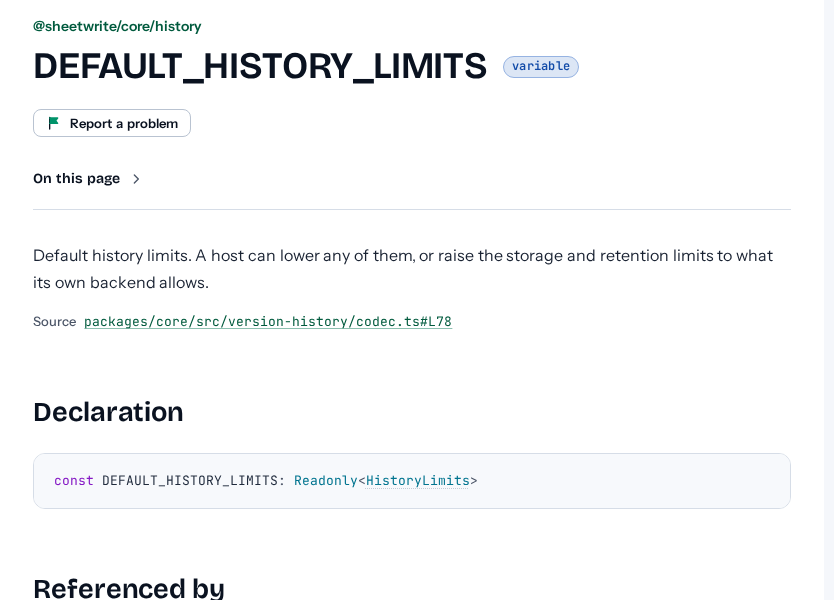 @sheetwrite/core/history
DEFAULT_HISTORY_LIMITS variable
Report a problem
On this page
Default history limits. A host can lower any of them, or raise the storage and retention limits to what
its own backend allows.
Source packages/core/src/version-history/codec.ts#L78
Declaration
const DEFAULT_HISTORY_LIMITS: Readonly<HistoryLimits>
Referenced by